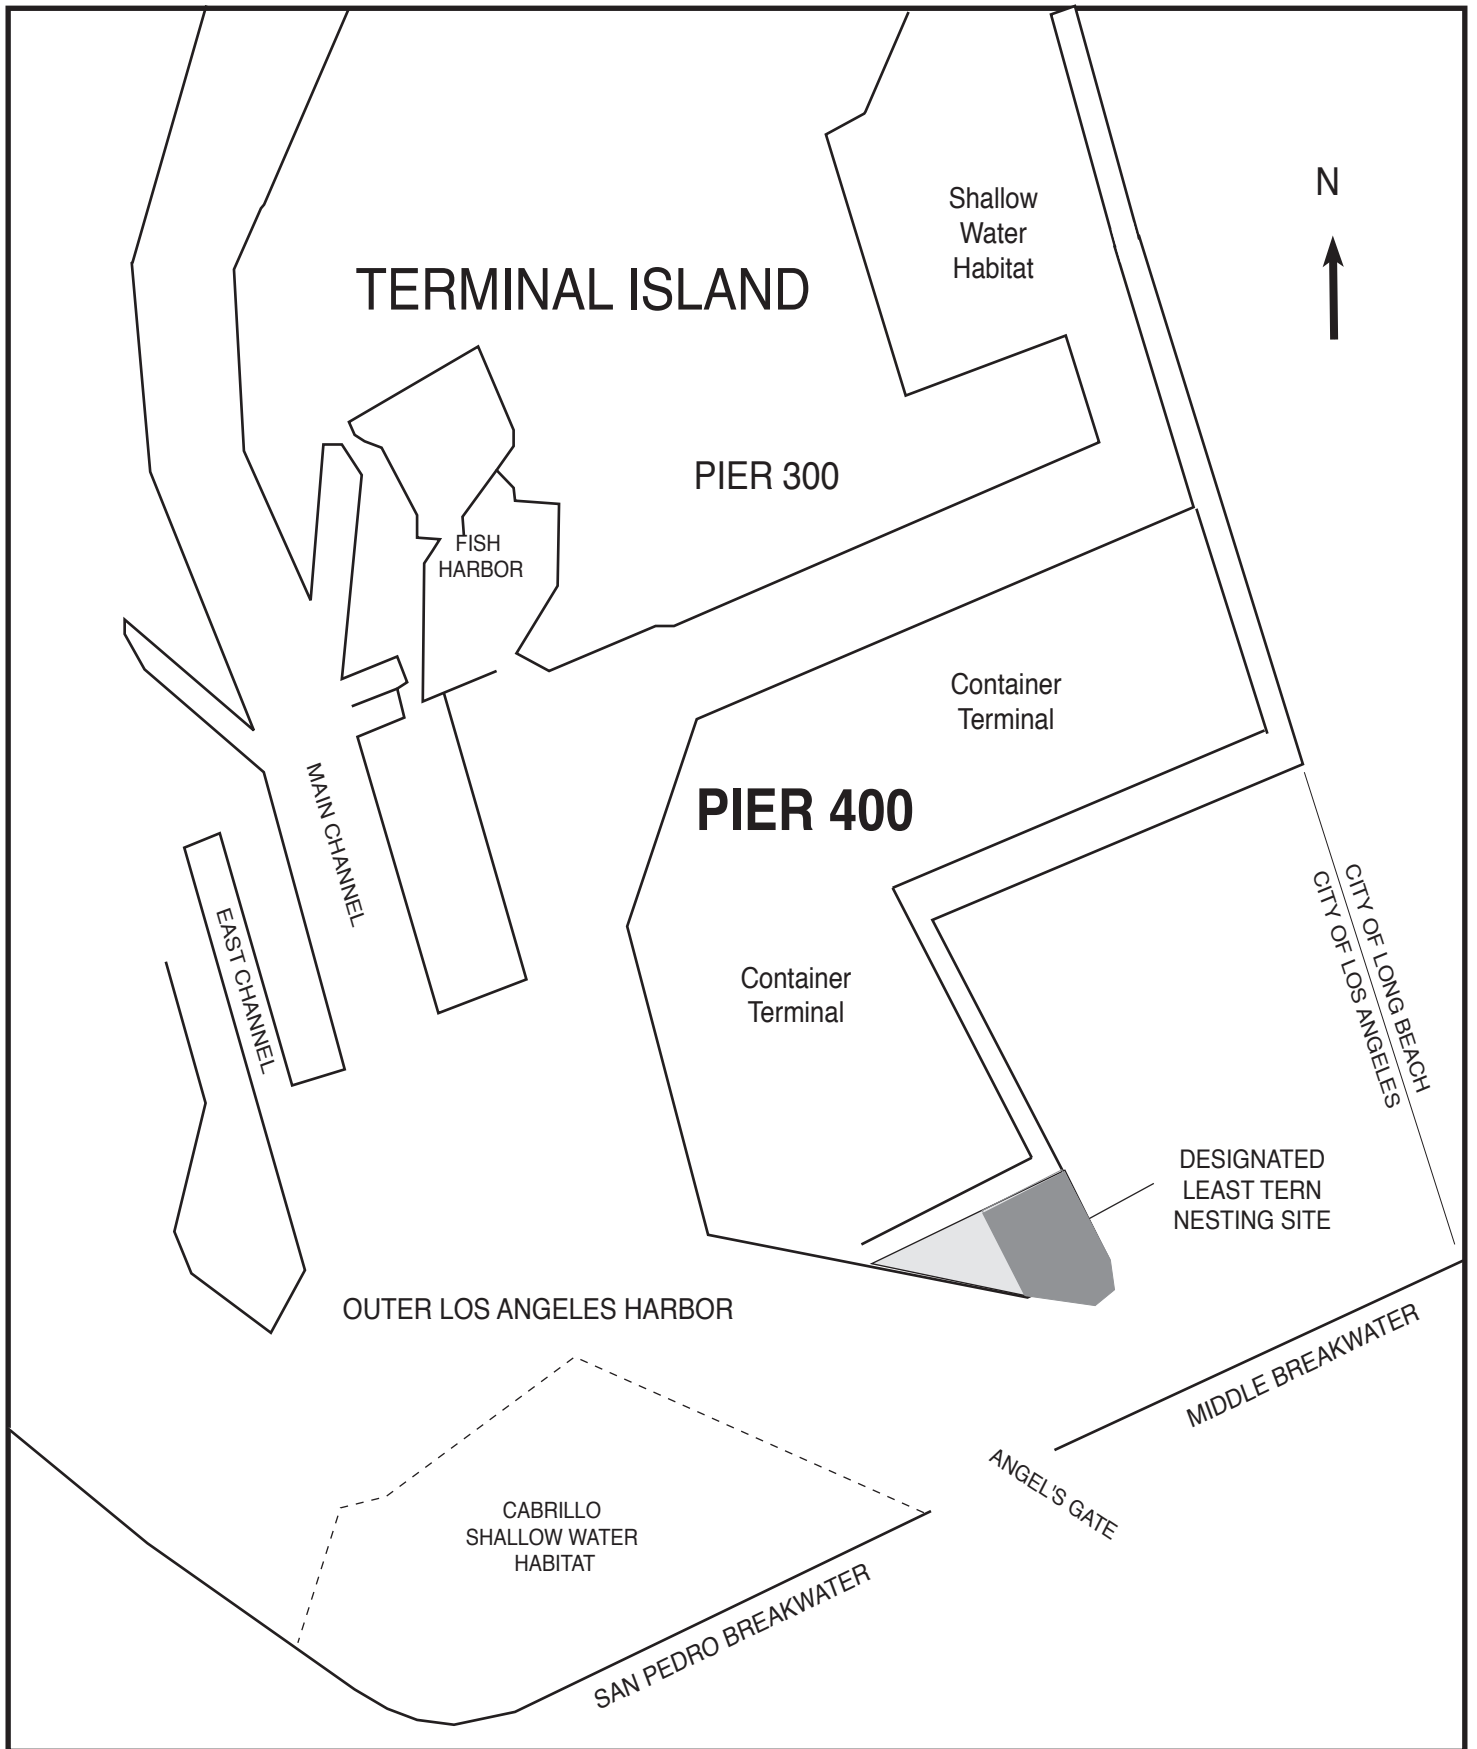 N
Shallow
Water
Habitat
TERMINAL ISLAND
PIER 300
FISH
HARBOR
Container
Terminal
MAIN CHANNEL
PIER 400
EAST CHANNEL
Container
Terminal
CITY OF LONG BEACH
CITY OF LOS ANGELES
DESIGNATED
LEAST TERN
NESTING SITE
OUTER LOS ANGELES HARBOR
MIDDLE BREAKWATER
ANGEL'S GATE
CABRILLO
SHALLOW WATER
HABITAT
SAN PEDRO BREAKWATER